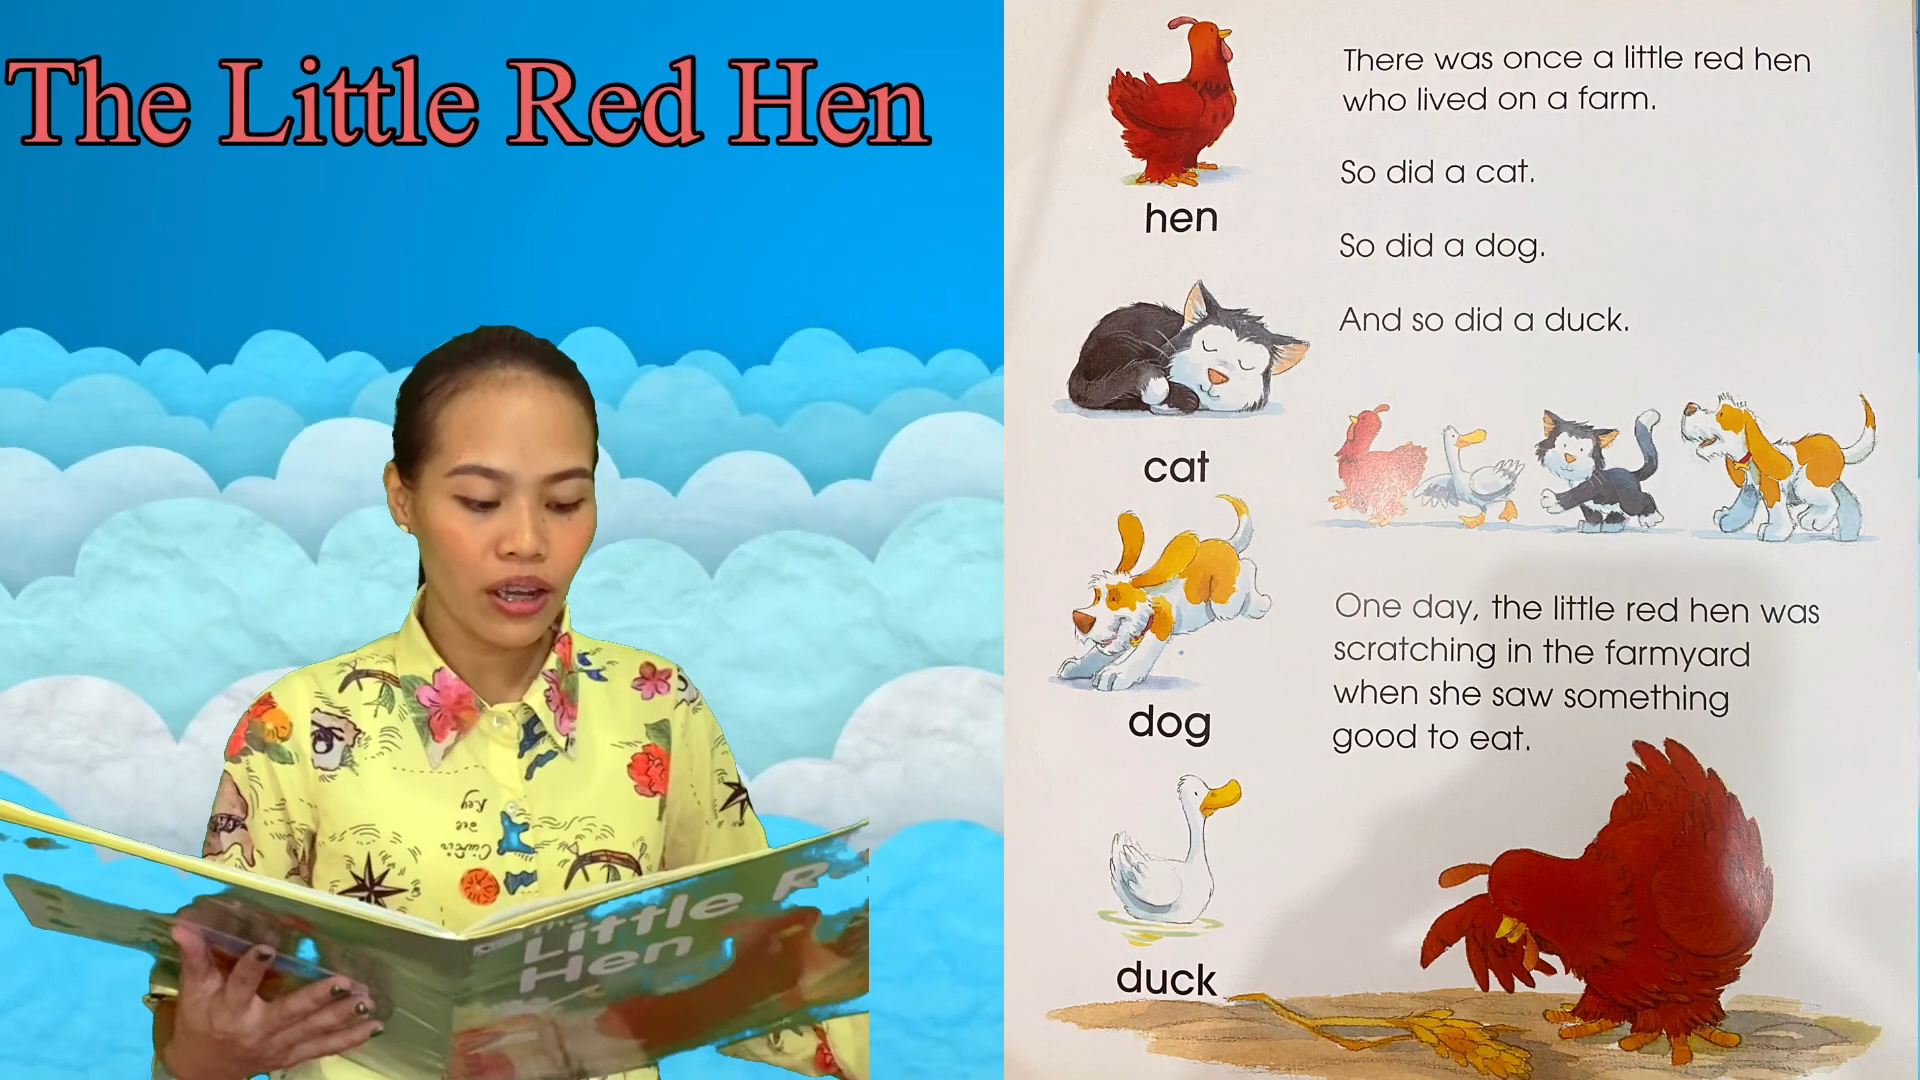 The Little Red Hen
Little R
Hen
hen
cat
dog
duck
There was once a little red hen
who lived on a farm.
So did a cat.
So did a dog.
And so did a duck.
One day, the little red hen was
scratching in the farmyard
when she saw something
good to eat.